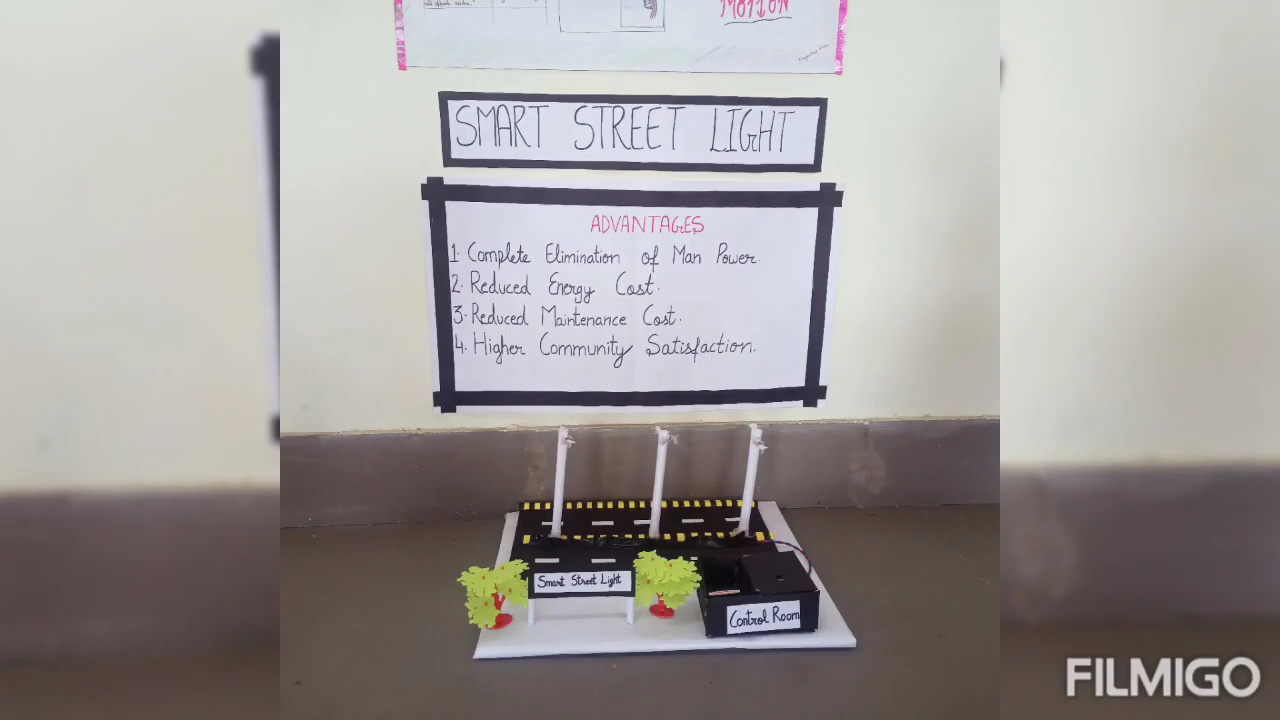 MOTION
SMART STREET LIGHT
ADVANTAGES
1. Complete Elimination of Man Power.
2. Reduced Energy Cost.
3. Reduced Maintenance Cost.
4. Higher Community Satisfaction.
Smart Street Light
Control Room
FILMIGO